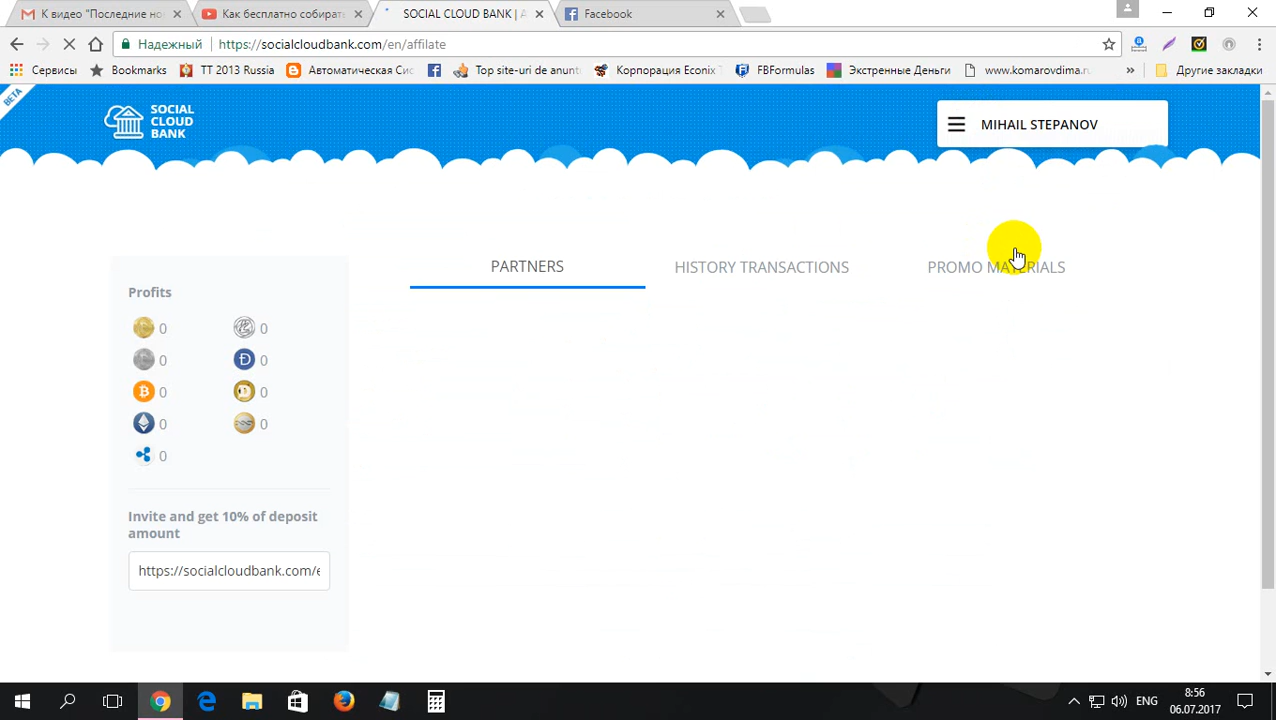 К видео "Последние но
Как бесплатно собират
SOCIAL CLOUD BANK | A
Facebook
Надежный
https://socialcloudbank.com/en/affilate
Сервисы
Bookmarks
TT 2013 Russia
Автоматическая Сис
Top site-uri de anunt
Корпорация Econix
FBFormulas
Экстренные Деньги
www.komarovdima.ru
»
Другие закладки
BETA
SOCIAL
CLOUD
BANK
MIHAIL STEPANOV
PARTNERS
HISTORY TRANSACTIONS
PROMO MATERIALS
Profits
0
0
0
0
0
0
0
0
0
Invite and get 10% of deposit
amount
https://socialcloudbank.com/e
ENG
8:56
06.07.2017